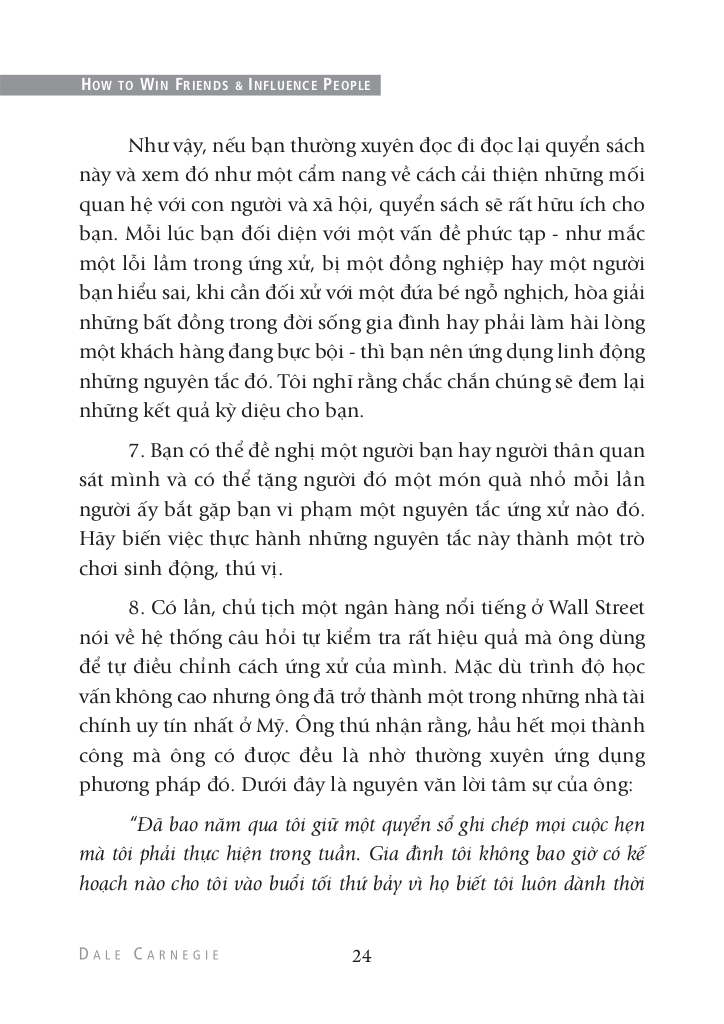 HOW TO WIN FRIENDS & INFLUENCE PEOPLE
Như vậy, nếu bạn thường xuyên đọc đi đọc lại quyển sách
này và xem đó như một cẩm nang về cách cải thiện những mối
quan hệ với con người và xã hội, quyển sách sẽ rất hữu ích cho
bạn. Mỗi lúc bạn đối diện với một vấn đề phức tạp - như mắc
một lỗi lầm trong ứng xử, bị một đồng nghiệp hay một người
bạn hiểu sai, khi cần đối xử với một đứa bé ngỗ nghịch, hòa giải
những bất đồng trong đời sống gia đình hay phải làm hài lòng
một khách hàng đang bực bội - thì bạn nên ứng dụng linh động
những nguyên tắc đó. Tôi nghĩ rằng chắc chắn chúng sẽ đem lại
những kết quả kỳ diệu cho bạn.
7. Bạn có thể đề nghị một người bạn hay người thân quan
sát mình và có thể tặng người đó một món quà nhỏ mỗi lần
người ấy bắt gặp bạn vi phạm một nguyên tắc ứng xử nào đó.
Hãy biến việc thực hành những nguyên tắc này thành một trò
chơi sinh động, thú vị.
8. Có lần, chủ tịch một ngân hàng nổi tiếng ở Wall Street
nói về hệ thống câu hỏi tự kiểm tra rất hiệu quả mà ông dùng
để tự điều chỉnh cách ứng xử của mình. Mặc dù trình độ học
vấn không cao nhưng ông đã trở thành một trong những nhà tài
chính uy tín nhất ở Mỹ. Ông thú nhận rằng, hầu hết mọi thành
công mà ông có được đều là nhờ thường xuyên ứng dụng
phương pháp đó. Dưới đây là nguyên văn lời tâm sự của ông:
“Đã bao năm qua tôi giữ một quyển sổ ghi chép mọi cuộc hẹn
mà tôi phải thực hiện trong tuần. Gia đình tôi không bao giờ có kế
hoạch nào cho tôi vào buổi tối thứ bảy vì họ biết tôi luôn dành thời
DALE CARNEGIE
24